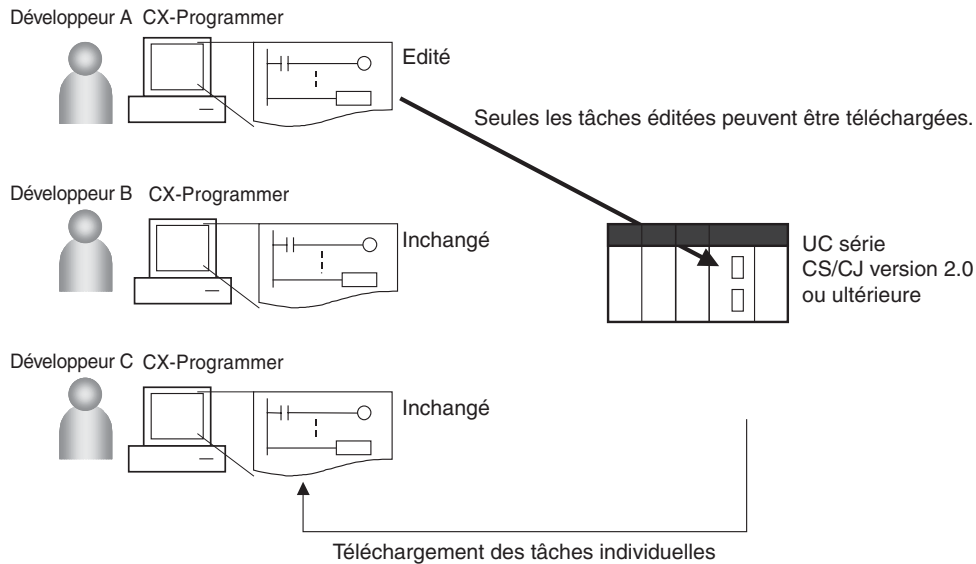 Développeur A CX-Programmer
Edité
Seules les tâches éditées peuvent être téléchargées.
Développeur B CX-Programmer
Inchangé
UC série
CS/CJ version 2.0
ou ultérieure
Développeur C CX-Programmer
Inchangé
Téléchargement des tâches individuelles